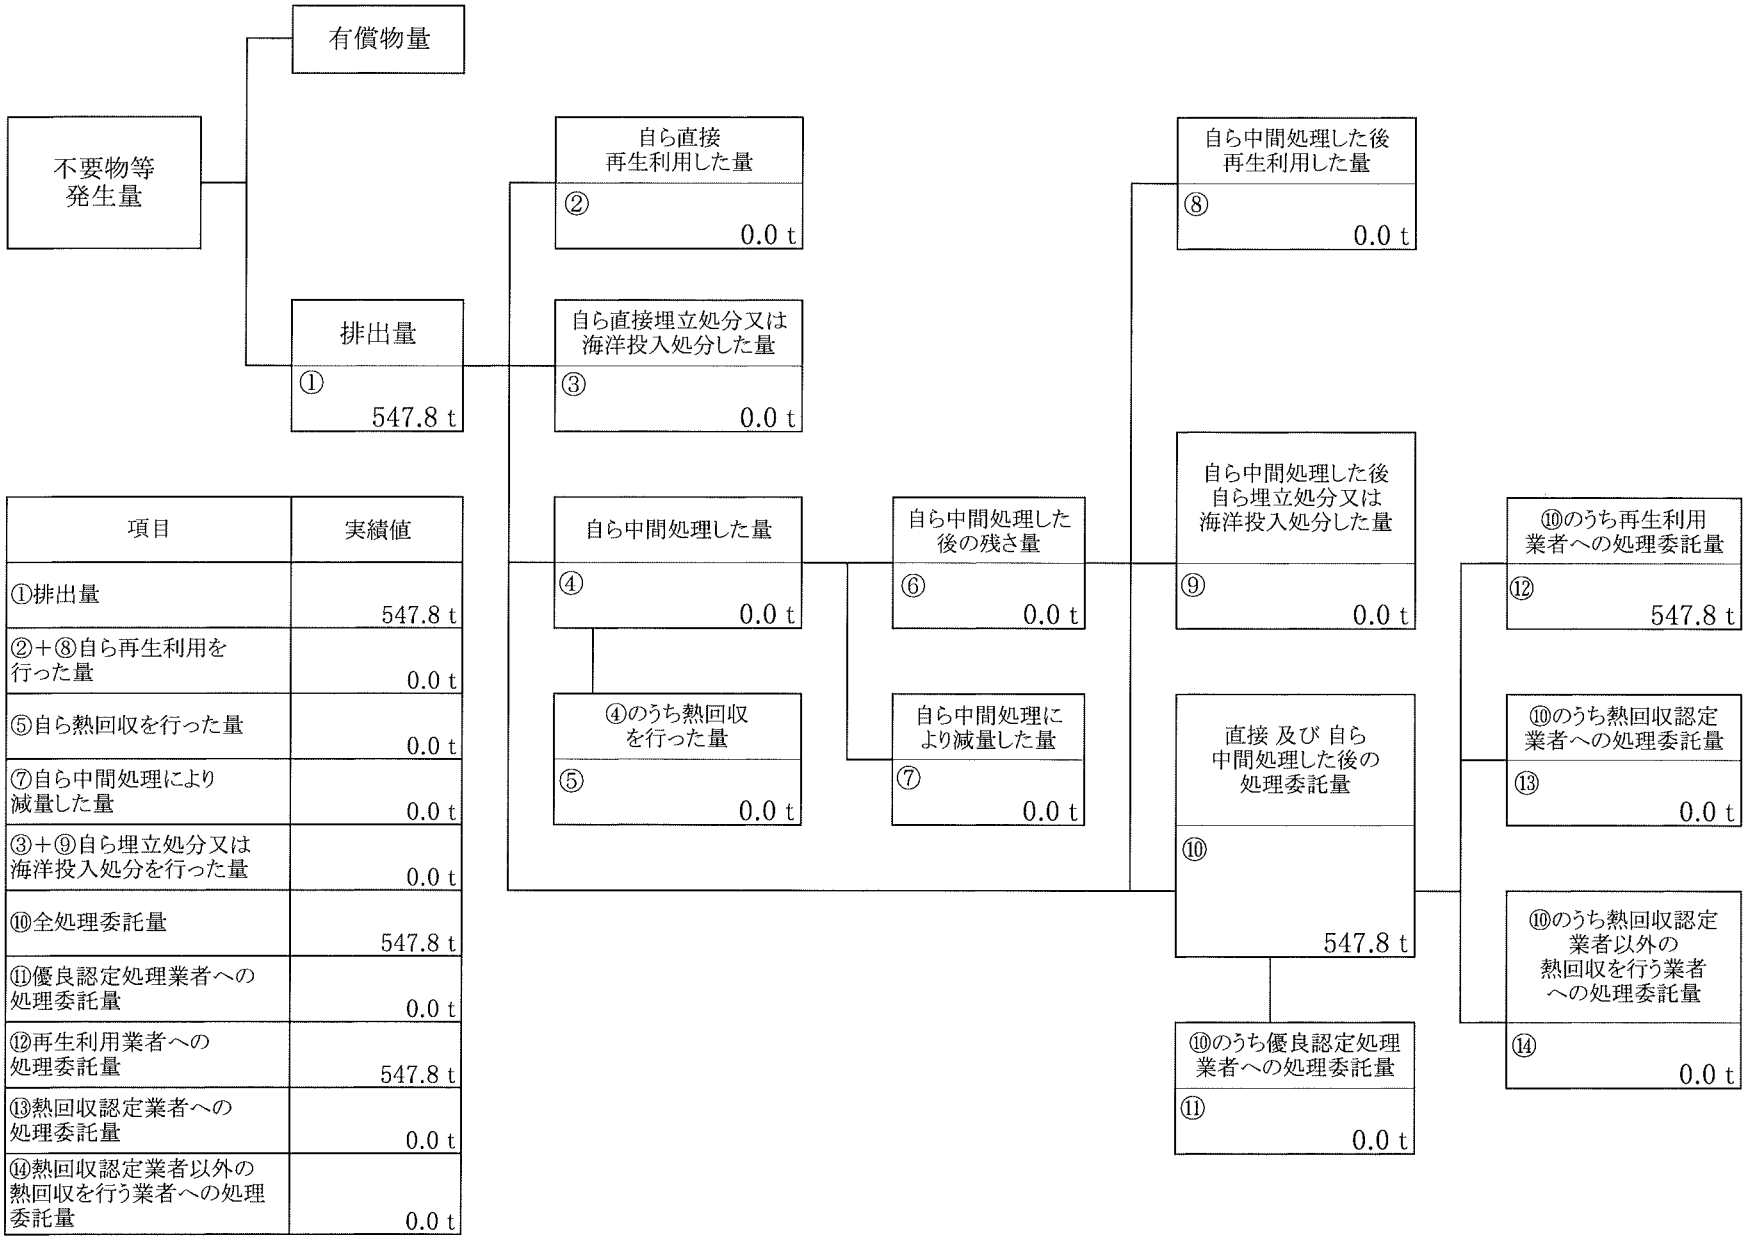 有償物量
不要物等
発生量
自ら直接
再生利用した量
②
0.0 t
自ら中間処理した後
再生利用した量
⑧
0.0 t
排出量
①
547.8 t
自ら直接埋立処分又は
海洋投入処分した量
③
0.0 t
自ら中間処理した量
④
0.0 t
自ら中間処理した
後の残さ量
⑥
0.0 t
自ら中間処理した後
自ら埋立処分又は
海洋投入処分した量
⑨
0.0 t
⑩のうち再生利用
業者への処理委託量
⑫
547.8 t
④のうち熱回収
を行った量
⑤
0.0 t
自ら中間処理に
より減量した量
⑦
0.0 t
直接 及び 自ら
中間処理した後の
処理委託量
⑩
547.8 t
⑩のうち熱回収認定
業者への処理委託量
⑬
0.0 t
⑩のうち熱回収認定
業者以外の
熱回収を行う業者
への処理委託量
⑭
0.0 t
⑩のうち優良認定処理
業者への処理委託量
⑪
0.0 t
項目 実績値
①排出量
547.8 t
②+⑧自ら再生利用を
行った量
0.0 t
⑤自ら熱回収を行った量
0.0 t
⑦自ら中間処理により
減量した量
0.0 t
③+⑨自ら埋立処分又は
海洋投入処分を行った量
0.0 t
⑩全処理委託量
547.8 t
⑪優良認定処理業者への
処理委託量
0.0 t
⑫再生利用業者への
処理委託量
547.8 t
⑬熱回収認定業者への
処理委託量
0.0 t
⑭熱回収認定業者以外の
熱回収を行う業者への処理
委託量
0.0 t